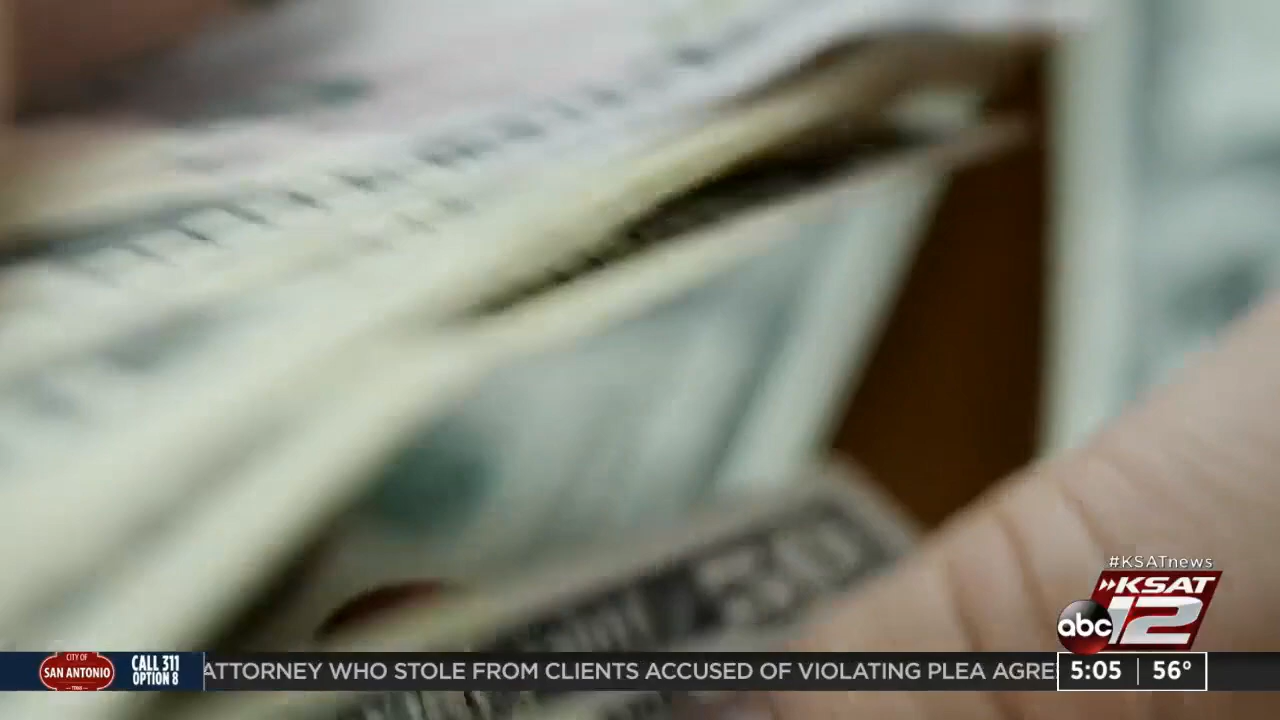 #KSATnews
KSAT
abc 12
CITY OF
SAN ANTONIO
TEXAS
CALL 311
OPTION 8
ATTORNEY WHO STOLE FROM CLIENTS ACCUSED OF VIOLATING PLEA AGRE
5:05 56°